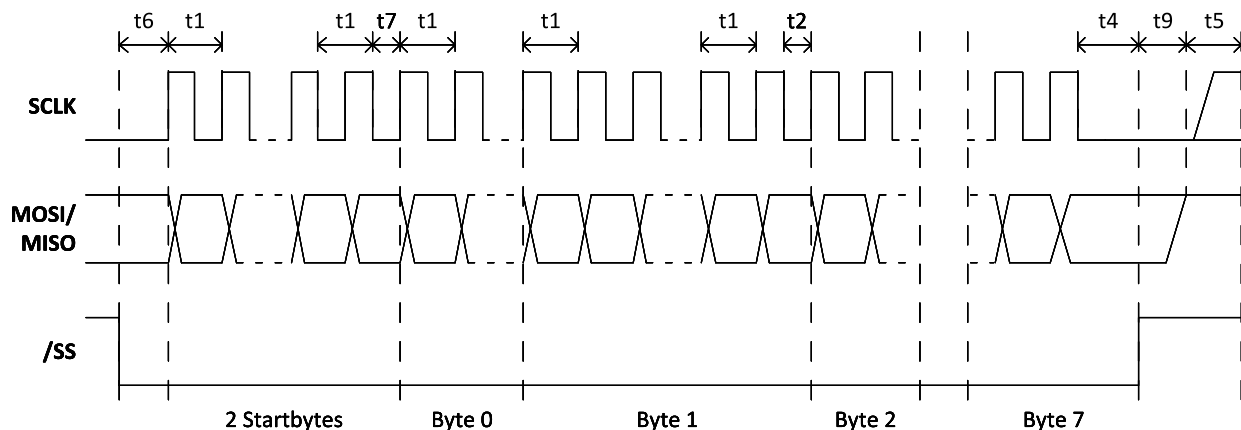 t6 t1 t1 t7 t1 t1 t1 t2 t4 t9 t5
SCLK
MOSI/
MISO
/SS
2 Startbytes Byte 0 Byte 1 Byte 2 Byte 7